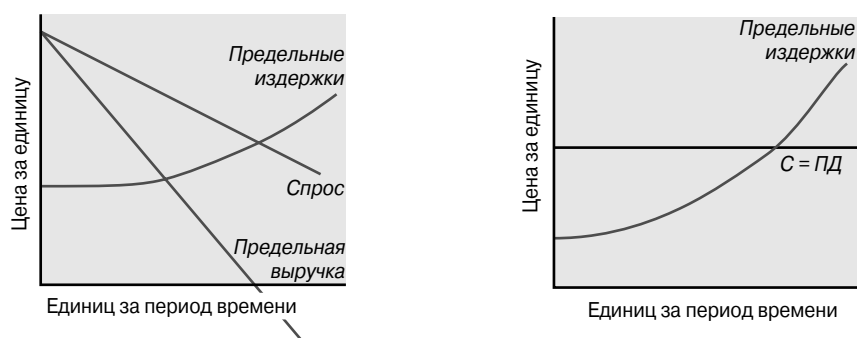 Цена за единицу
Предельные
издержки
Спрос
Предельная
выручка
Единиц за период времени
Цена за единицу
Предельные
издержки
С = ПД
Единиц за период времени